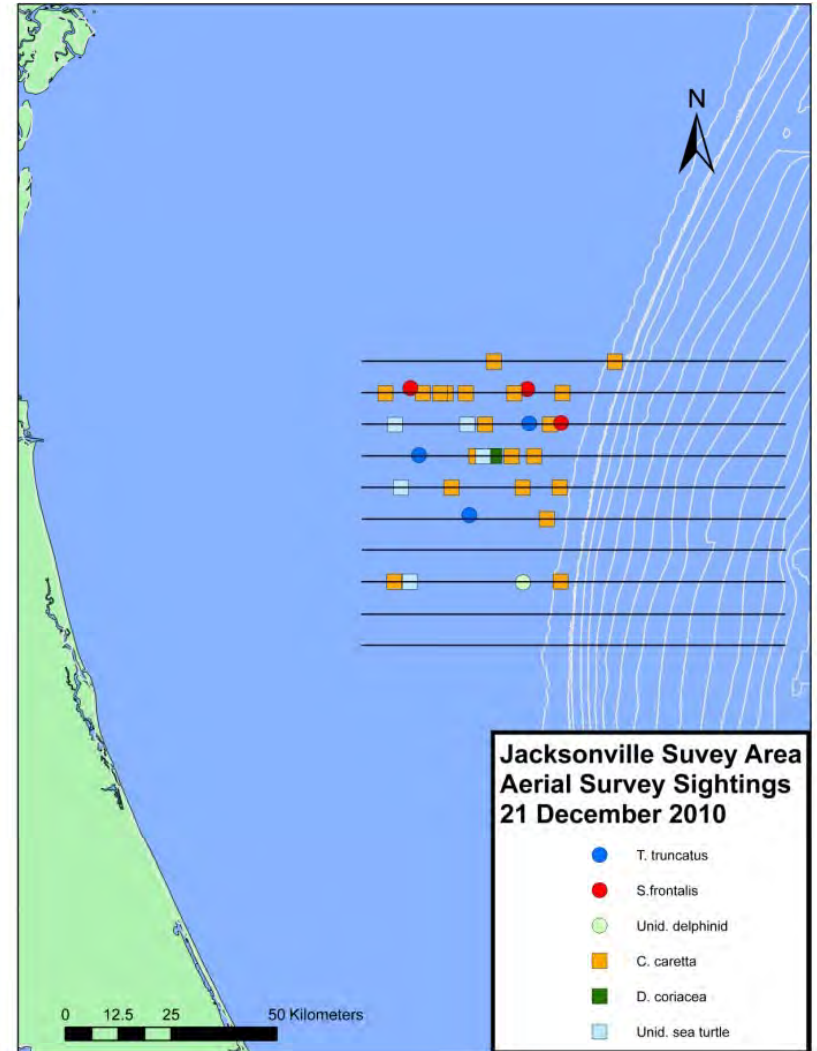 N
Jacksonville Suvey Area
Aerial Survey Sightings
21 December 2010
T. truncatus
S.frontalis
Unid. delphinid
C. caretta
D. coriacea
Unid. sea turtle
0 12.5 25 50 Kilometers